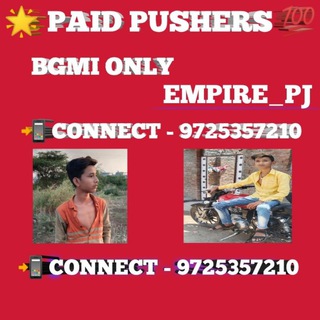 🌟 PAID PUSHERS 💯
BGMI ONLY
EMPIRE_PJ
📲CONNECT - 9725357210
📲CONNECT - 9725357210